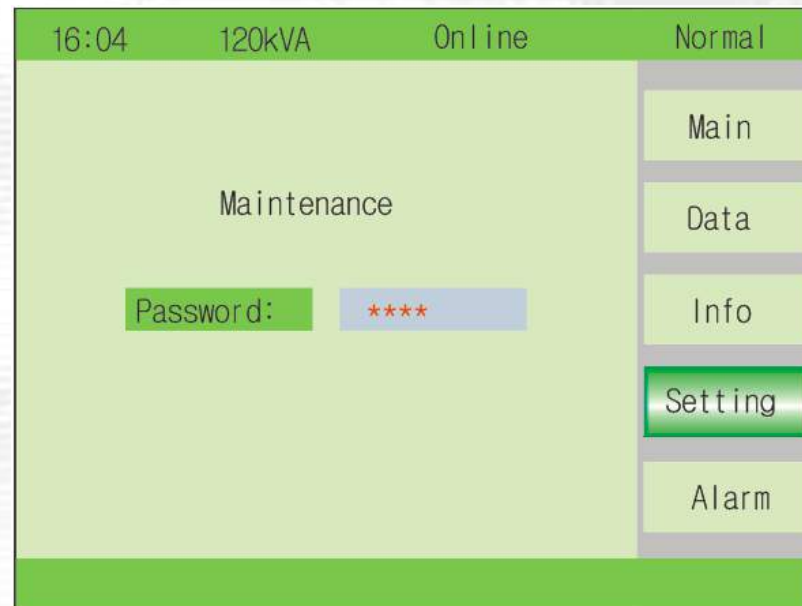 16:04 120kVA Online Normal
Main
Maintenance
Data
Password: ****
Info
Setting
Alarm